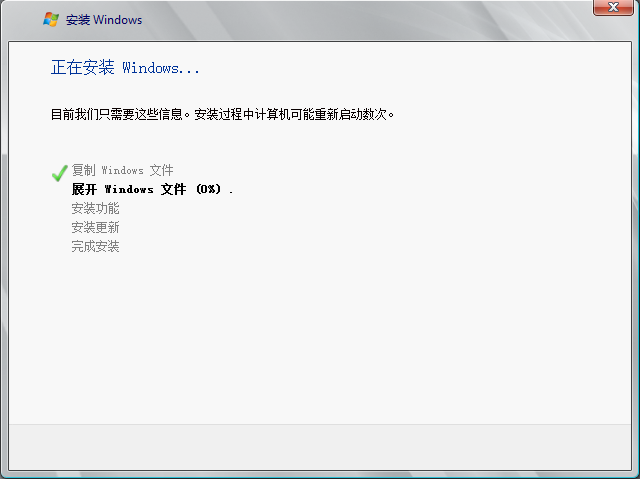 安装 Windows
正在安装 Windows...
目前我们只需要这些信息。安装过程中计算机可能重新启动数次。
复制 Windows 文件
展开 Windows 文件 (0%) .
安装功能
安装更新
完成安装